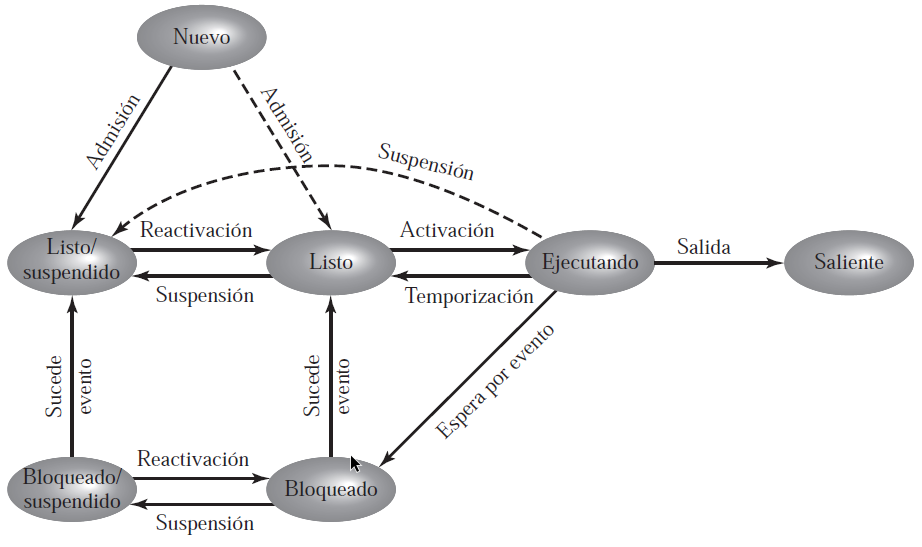 Nuevo
Admisión
Admisión
Suspensión
Reactivación
Activación
Salida
Listo/
suspendido
Listo
Ejecutando
Saliente
Suspensión
Temporización
Sucede
evento
Sucede
evento
Espera por evento
Reactivación
Bloqueado/
suspendido
Bloqueado
Suspensión